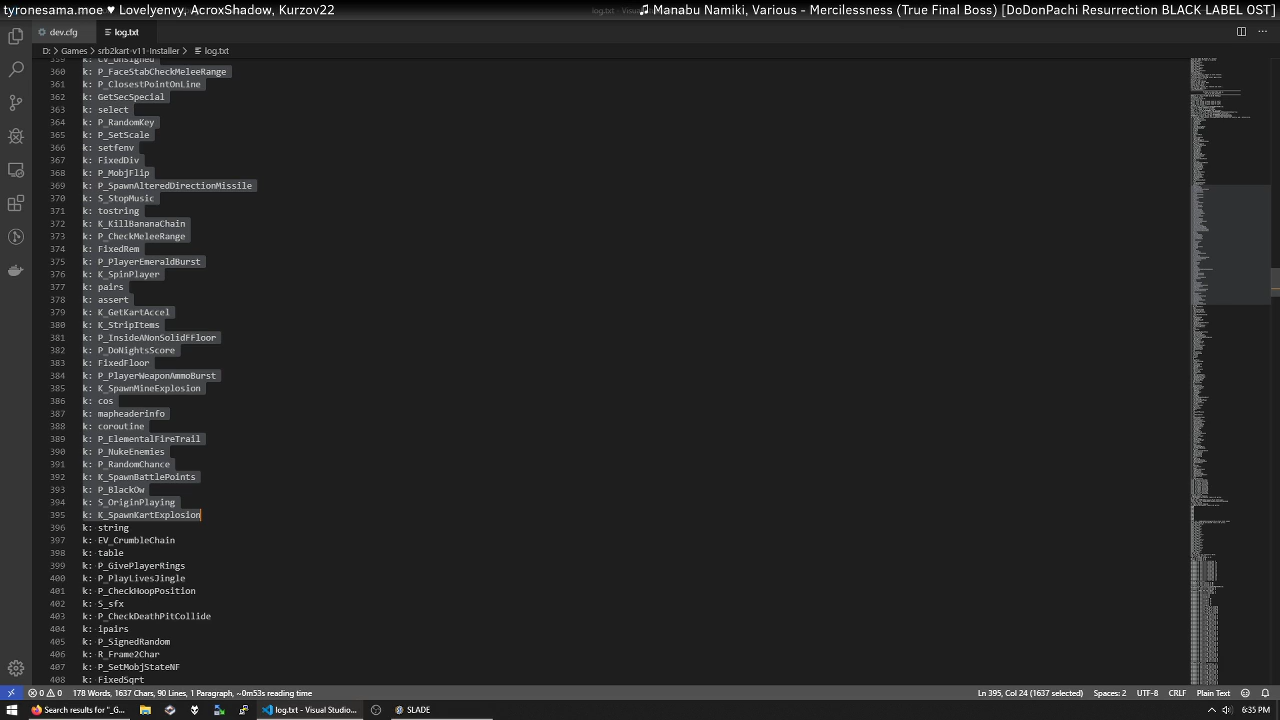 tyronesama.moe ♥ Lovelyenvy, AcroxShadow, Kurzov22
♫ Manabu Namiki, Various - Mercilessness (True Final Boss) [DoDonPachi Resurrection BLACK LABEL OST]
dev.cfg
log.txt
D: > Games > srb2kart-v11-Installer > log.txt
359 k: CV_UnSigned
360 k: P_FaceStabCheckMeleeRange
361 k: P_ClosestPointOnLine
362 k: GetSecSpecial
363 k: select
364 k: P_RandomKey
365 k: P_SetScale
366 k: setfenv
367 k: FixedDiv
368 k: P_MobjFlip
369 k: P_SpawnAlteredDirectionMissile
370 k: S_StopMusic
371 k: tostring
372 k: K_KillBananaChain
373 k: P_CheckMeleeRange
374 k: FixedRem
375 k: P_PlayerEmeraldBurst
376 k: K_SpinPlayer
377 k: pairs
378 k: assert
379 k: K_GetKartAccel
380 k: K_StripItems
381 k: P_InsideANonSolidFFloor
382 k: P_DoNightsScore
383 k: FixedFloor
384 k: P_PlayerWeaponAmmoBurst
385 k: K_SpawnMineExplosion
386 k: cos
387 k: mapheaderinfo
388 k: coroutine
389 k: P_ElementalFireTrail
390 k: P_NukeEnemies
391 k: P_RandomChance
392 k: K_SpawnBattlePoints
393 k: P_BlackOw
394 k: S_OriginPlaying
395 k: K_SpawnKartExplosion
396 k: string
397 k: EV_CrumbleChain
398 k: table
399 k: P_GivePlayerRings
400 k: P_PlayLivesJingle
401 k: P_CheckHoopPosition
402 k: S_sfx
403 k: P_CheckDeathPitCollide
404 k: ipairs
405 k: P_SignedRandom
406 k: R_Frame2Char
407 k: P_SetMobjStateNF
408 k: FixedSqrt
0 0 178 Words, 1637 Chars, 90 Lines, 1 Paragraph, ~0m53s reading time
Ln 395, Col 24 (1637 selected) Spaces: 2 UTF-8 CRLF Plain Text
Search results for "_G...
log.txt - Visual Studio...
SLADE
6:35 PM